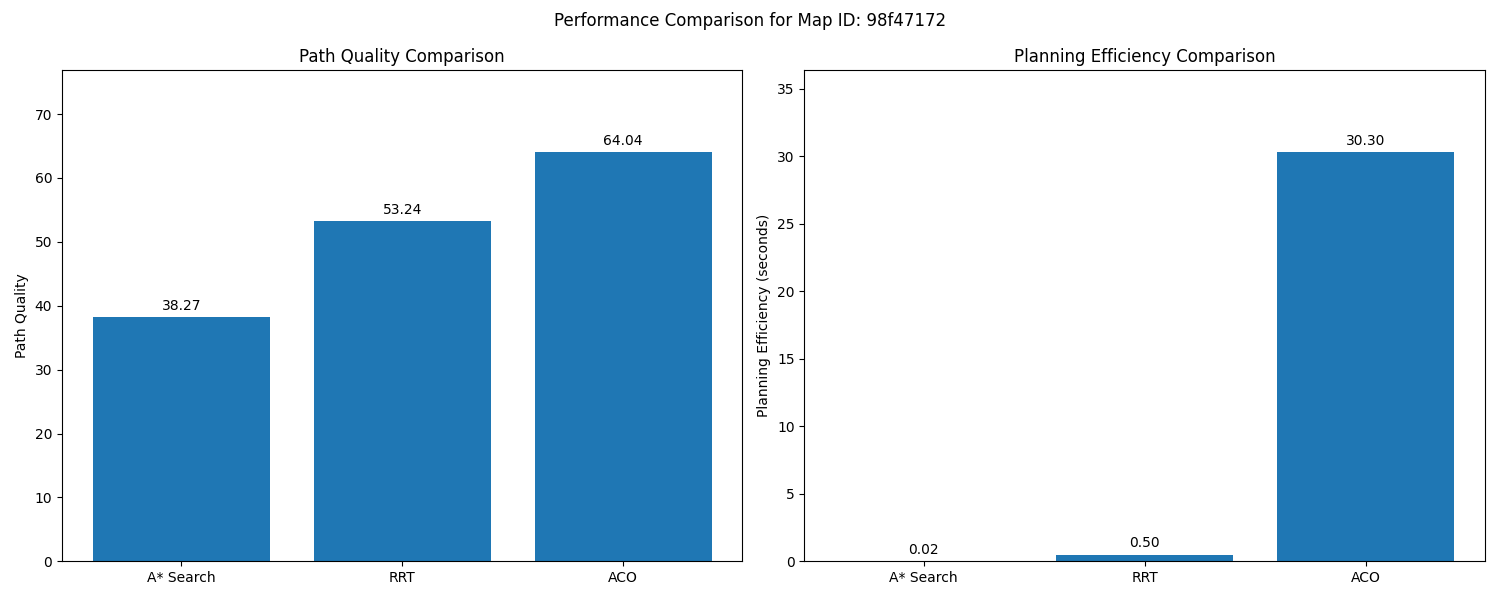 Performance Comparison for Map ID: 98f47172
Path Quality Comparison
Path Quality
70
60
50
40
30
20
10
0
38.27
53.24
64.04
A* Search
RRT
ACO
Planning Efficiency Comparison
Planning Efficiency (seconds)
35
30
25
20
15
10
5
0
0.02
0.50
30.30
A* Search
RRT
ACO